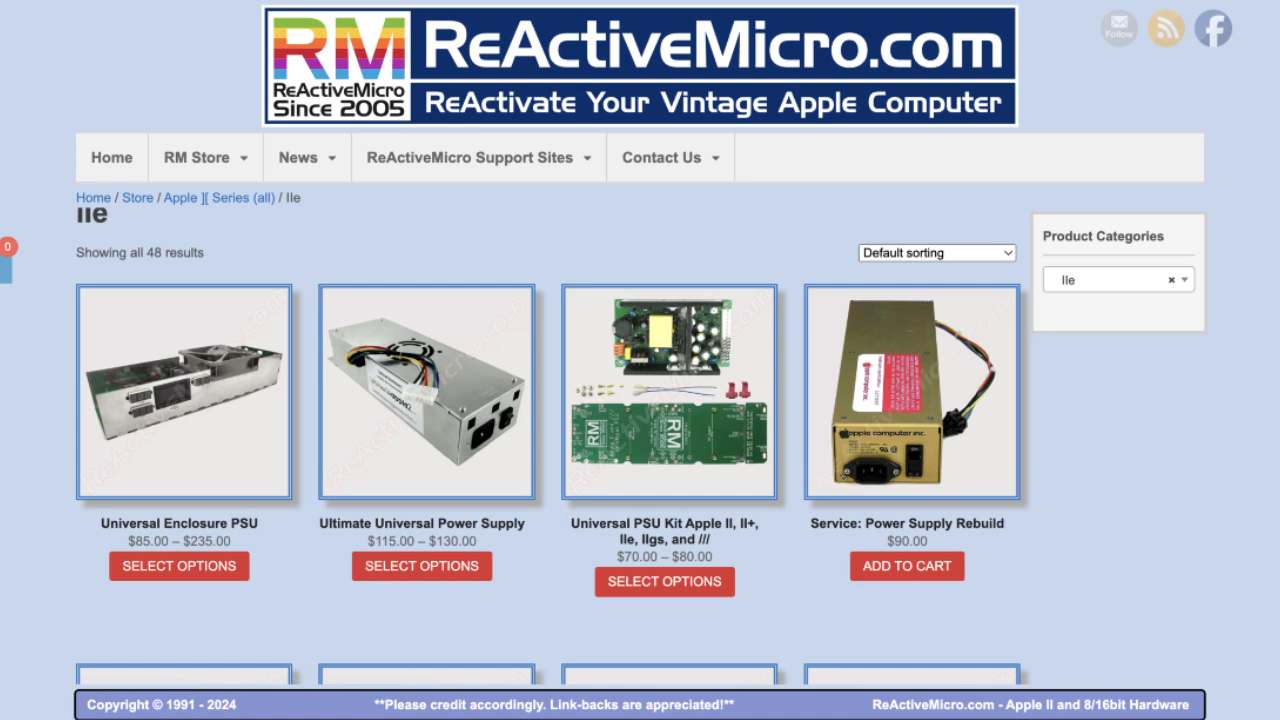 RM
ReActiveMicro
Since 2005
ReActiveMicro.com
ReActivate Your Vintage Apple Computer
Follow
Home
RM Store
News
ReActiveMicro Support Sites
Contact Us
Home / Store / Apple ][ Series (all) / IIe
IIe
Showing all 48 results
Default sorting
Product Categories
IIe
0
RM
RM
apple computer inc.
Universal Enclosure PSU
$85.00 – $235.00
SELECT OPTIONS
Ultimate Universal Power Supply
$115.00 – $130.00
SELECT OPTIONS
Universal PSU Kit Apple II, II+,
IIe, IIgs, and ///
$70.00 – $80.00
SELECT OPTIONS
Service: Power Supply Rebuild
$90.00
ADD TO CART
Copyright © 1991 - 2024
**Please credit accordingly. Link-backs are appreciated!**
ReActiveMicro.com - Apple II and 8/16bit Hardware